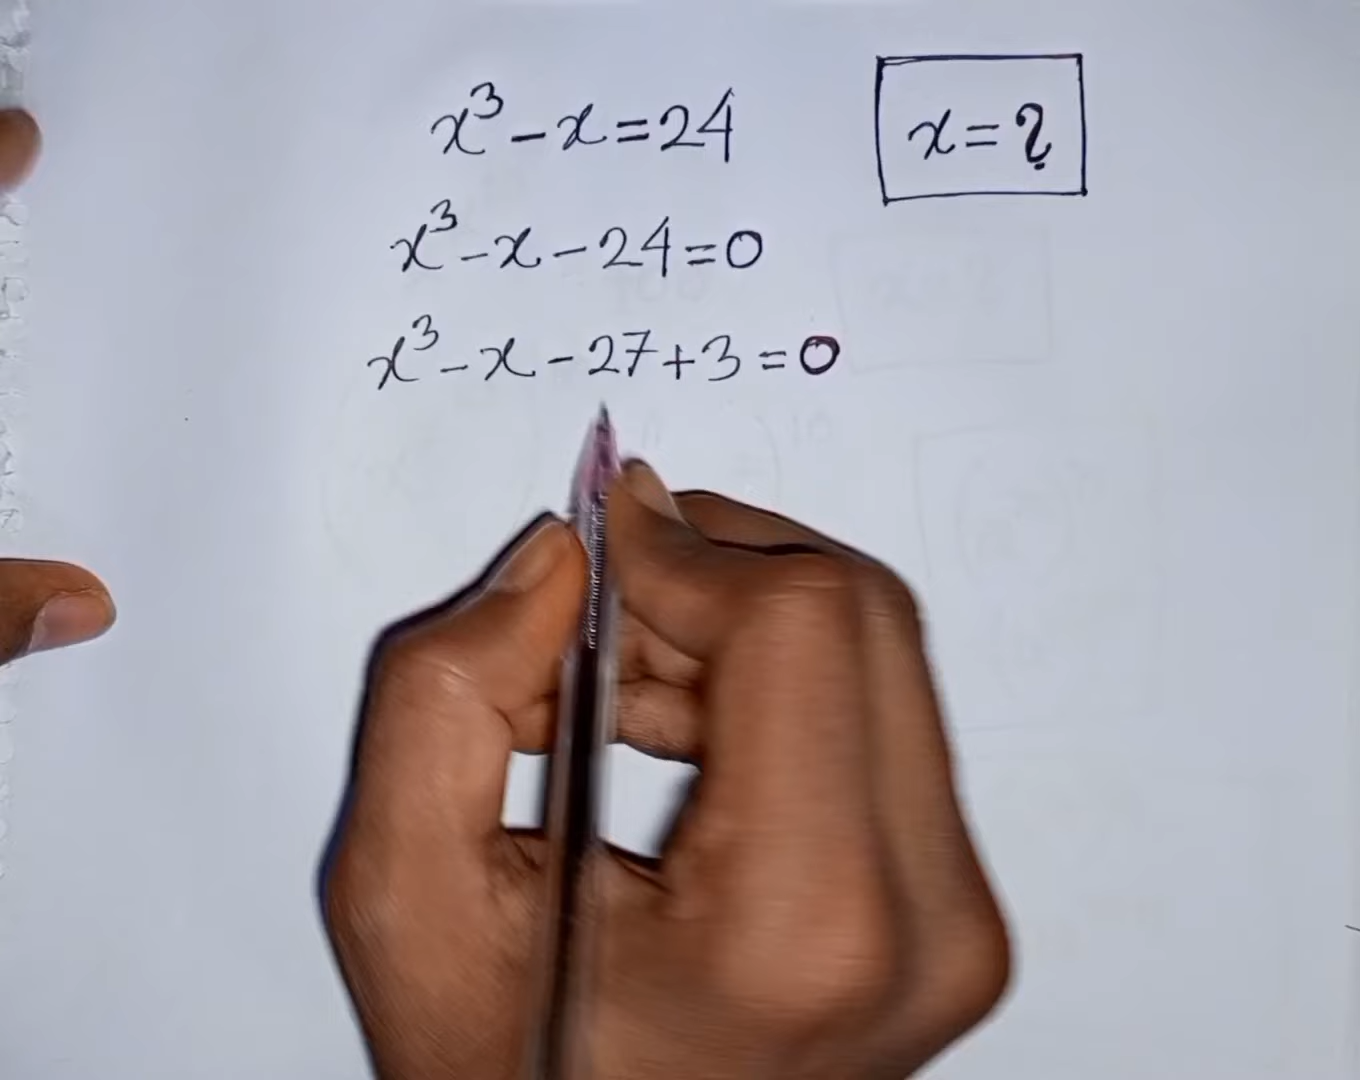 x³ - x = 24
x = ?
x³ - x - 24 = 0
x³ - x - 27 + 3 = 0